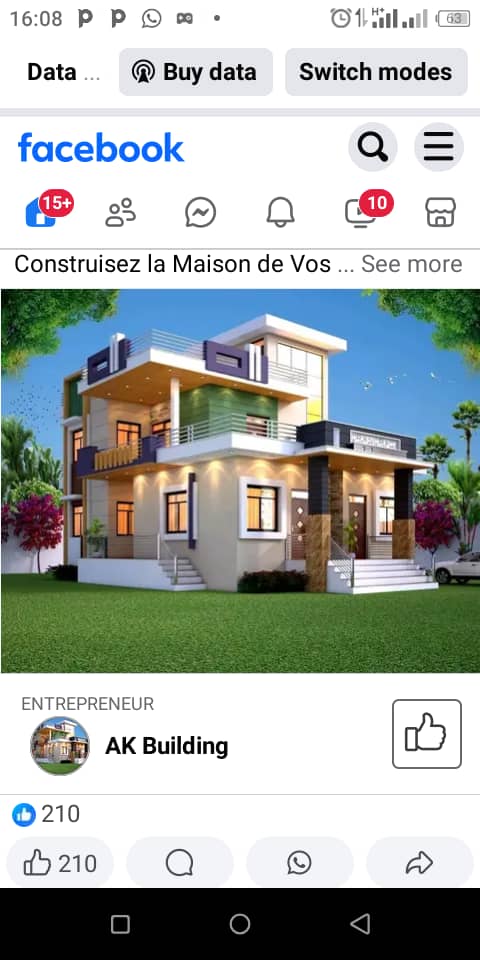 16:08
H+
63
Data ...
Buy data
Switch modes
facebook
15+
10
Construisez la Maison de Vos ... See more
ENTREPRENEUR
AK Building
210
210